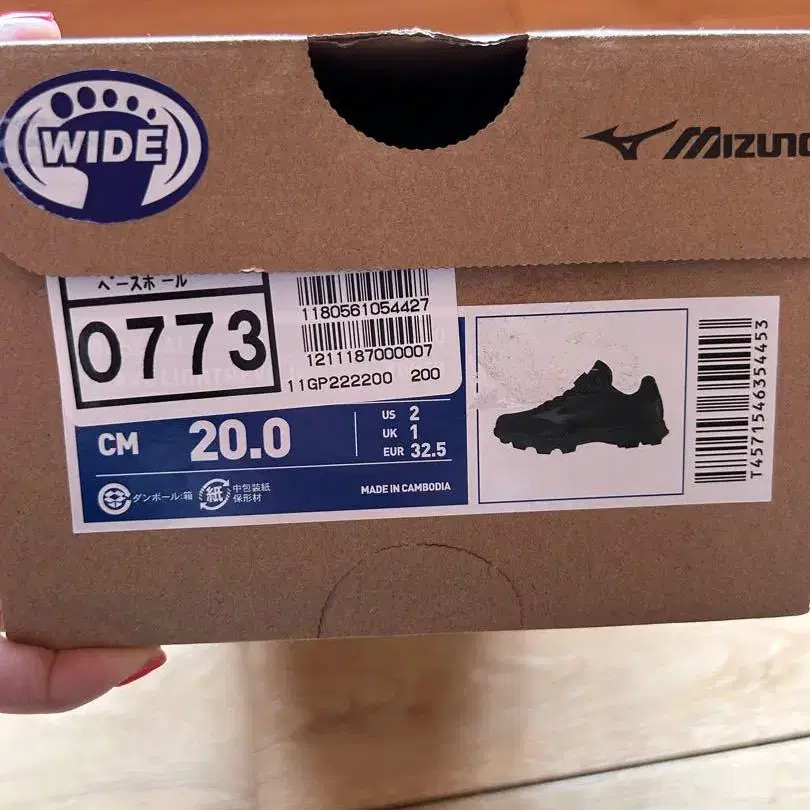 WIDE
MIZUNO
ベースボール
0773
1180561054427
1211187000007
11GP222200 200
CM 20.0
US 2
UK 1
EUR 32.5
ダンボール:箱
紙
中包装紙
保形材
MADE IN CAMBODIA
T4571546354453